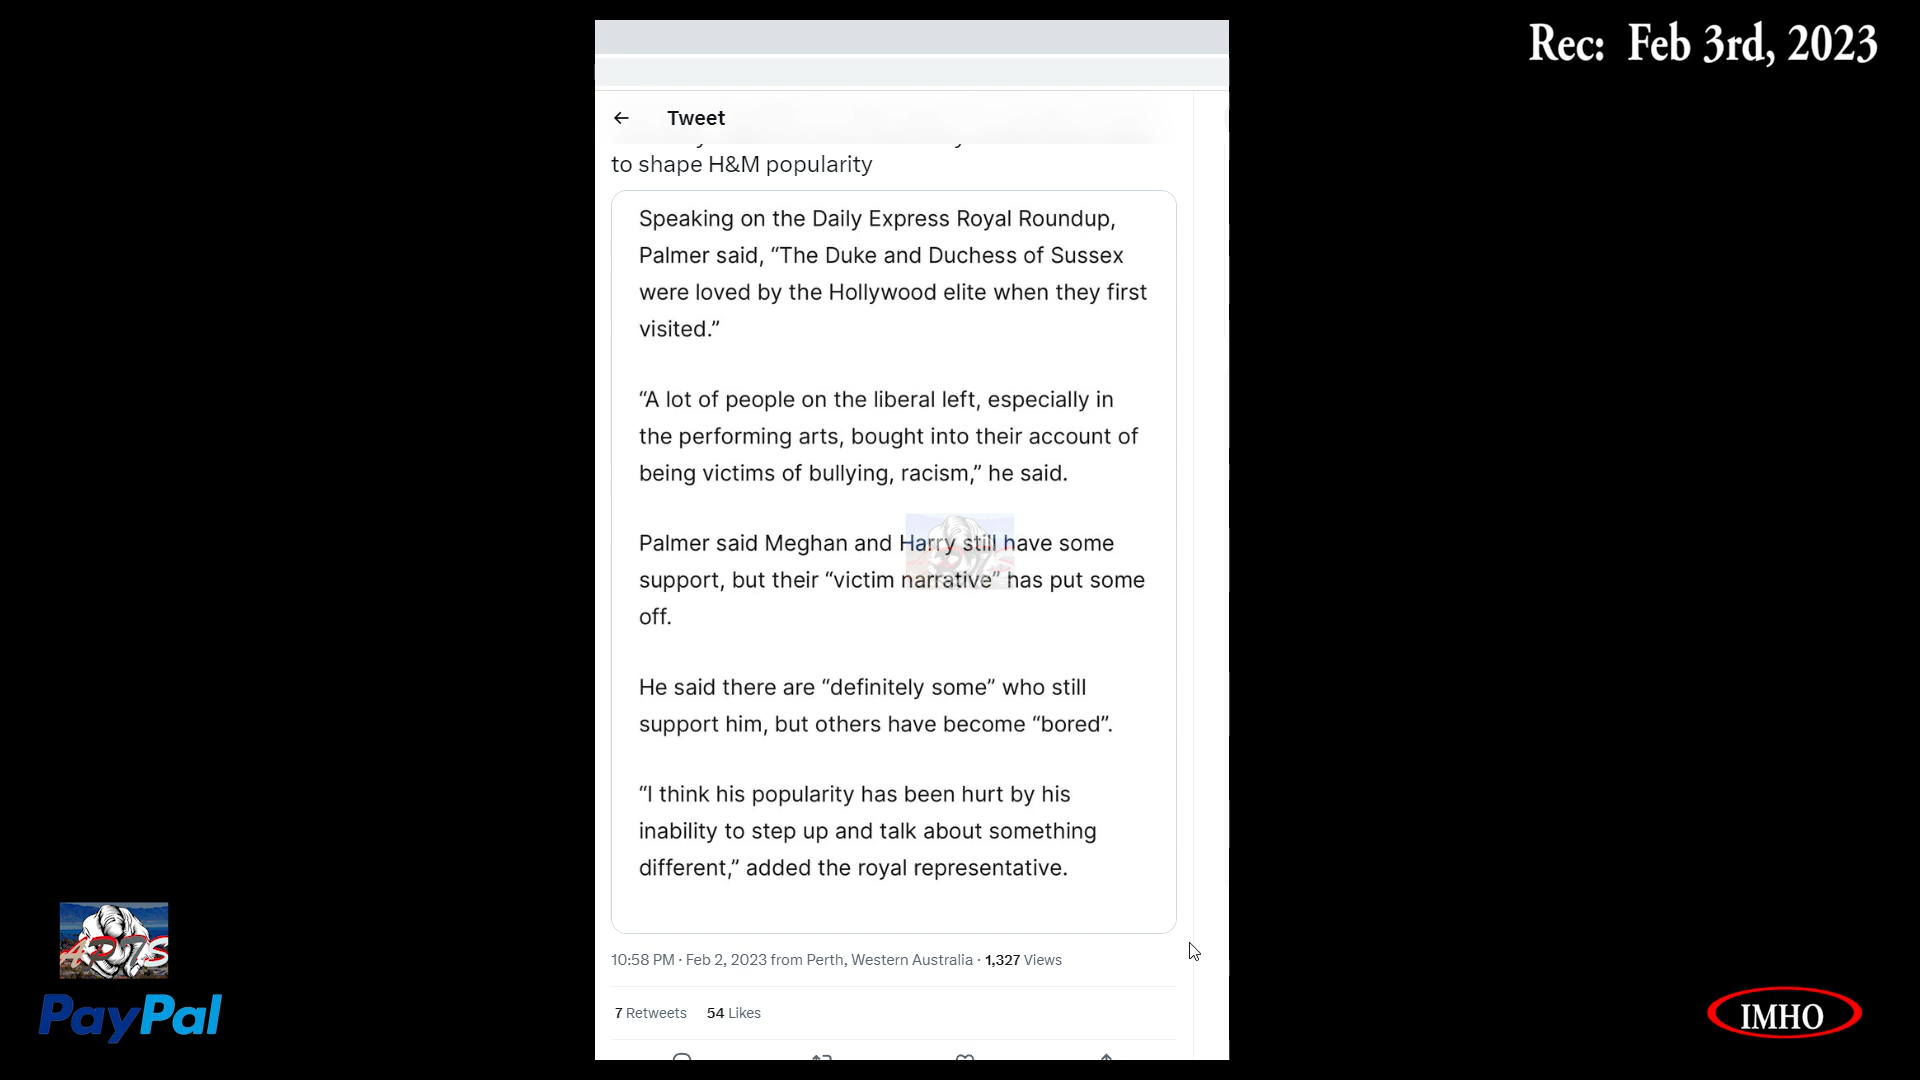 Rec: Feb 3rd, 2023
Tweet
to shape H&M popularity
Speaking on the Daily Express Royal Roundup,
Palmer said, “The Duke and Duchess of Sussex
were loved by the Hollywood elite when they first
visited.”
“A lot of people on the liberal left, especially in
the performing arts, bought into their account of
being victims of bullying, racism,” he said.
Palmer said Meghan and Harry still have some
support, but their “victim narrative” has put some
off.
He said there are “definitely some” who still
support him, but others have become “bored”.
“I think his popularity has been hurt by his
inability to step up and talk about something
different,” added the royal representative.
10:58 PM · Feb 2, 2023 from Perth, Western Australia · 1,327 Views
7 Retweets 54 Likes
PayPal
IMHO